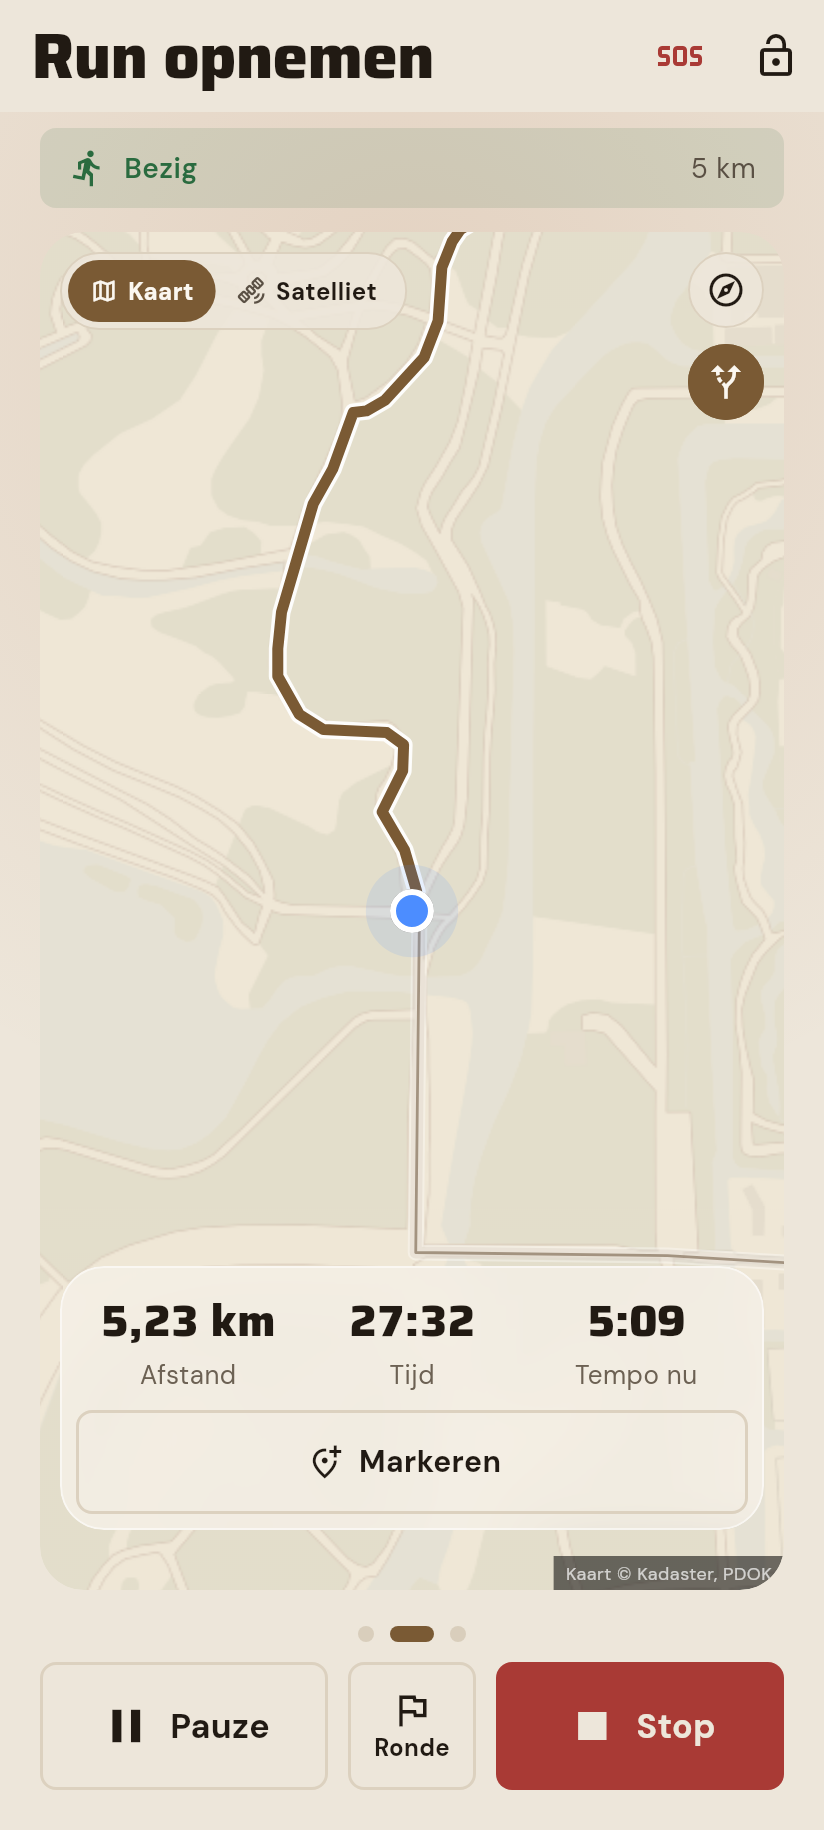 Run opnemen
SOS
Bezig
5 km
Kaart
Satelliet
5,23 km
27:32
5:09
Afstand
Tijd
Tempo nu
Markeren
Kaart © Kadaster, PDOK
Pauze
Ronde
Stop